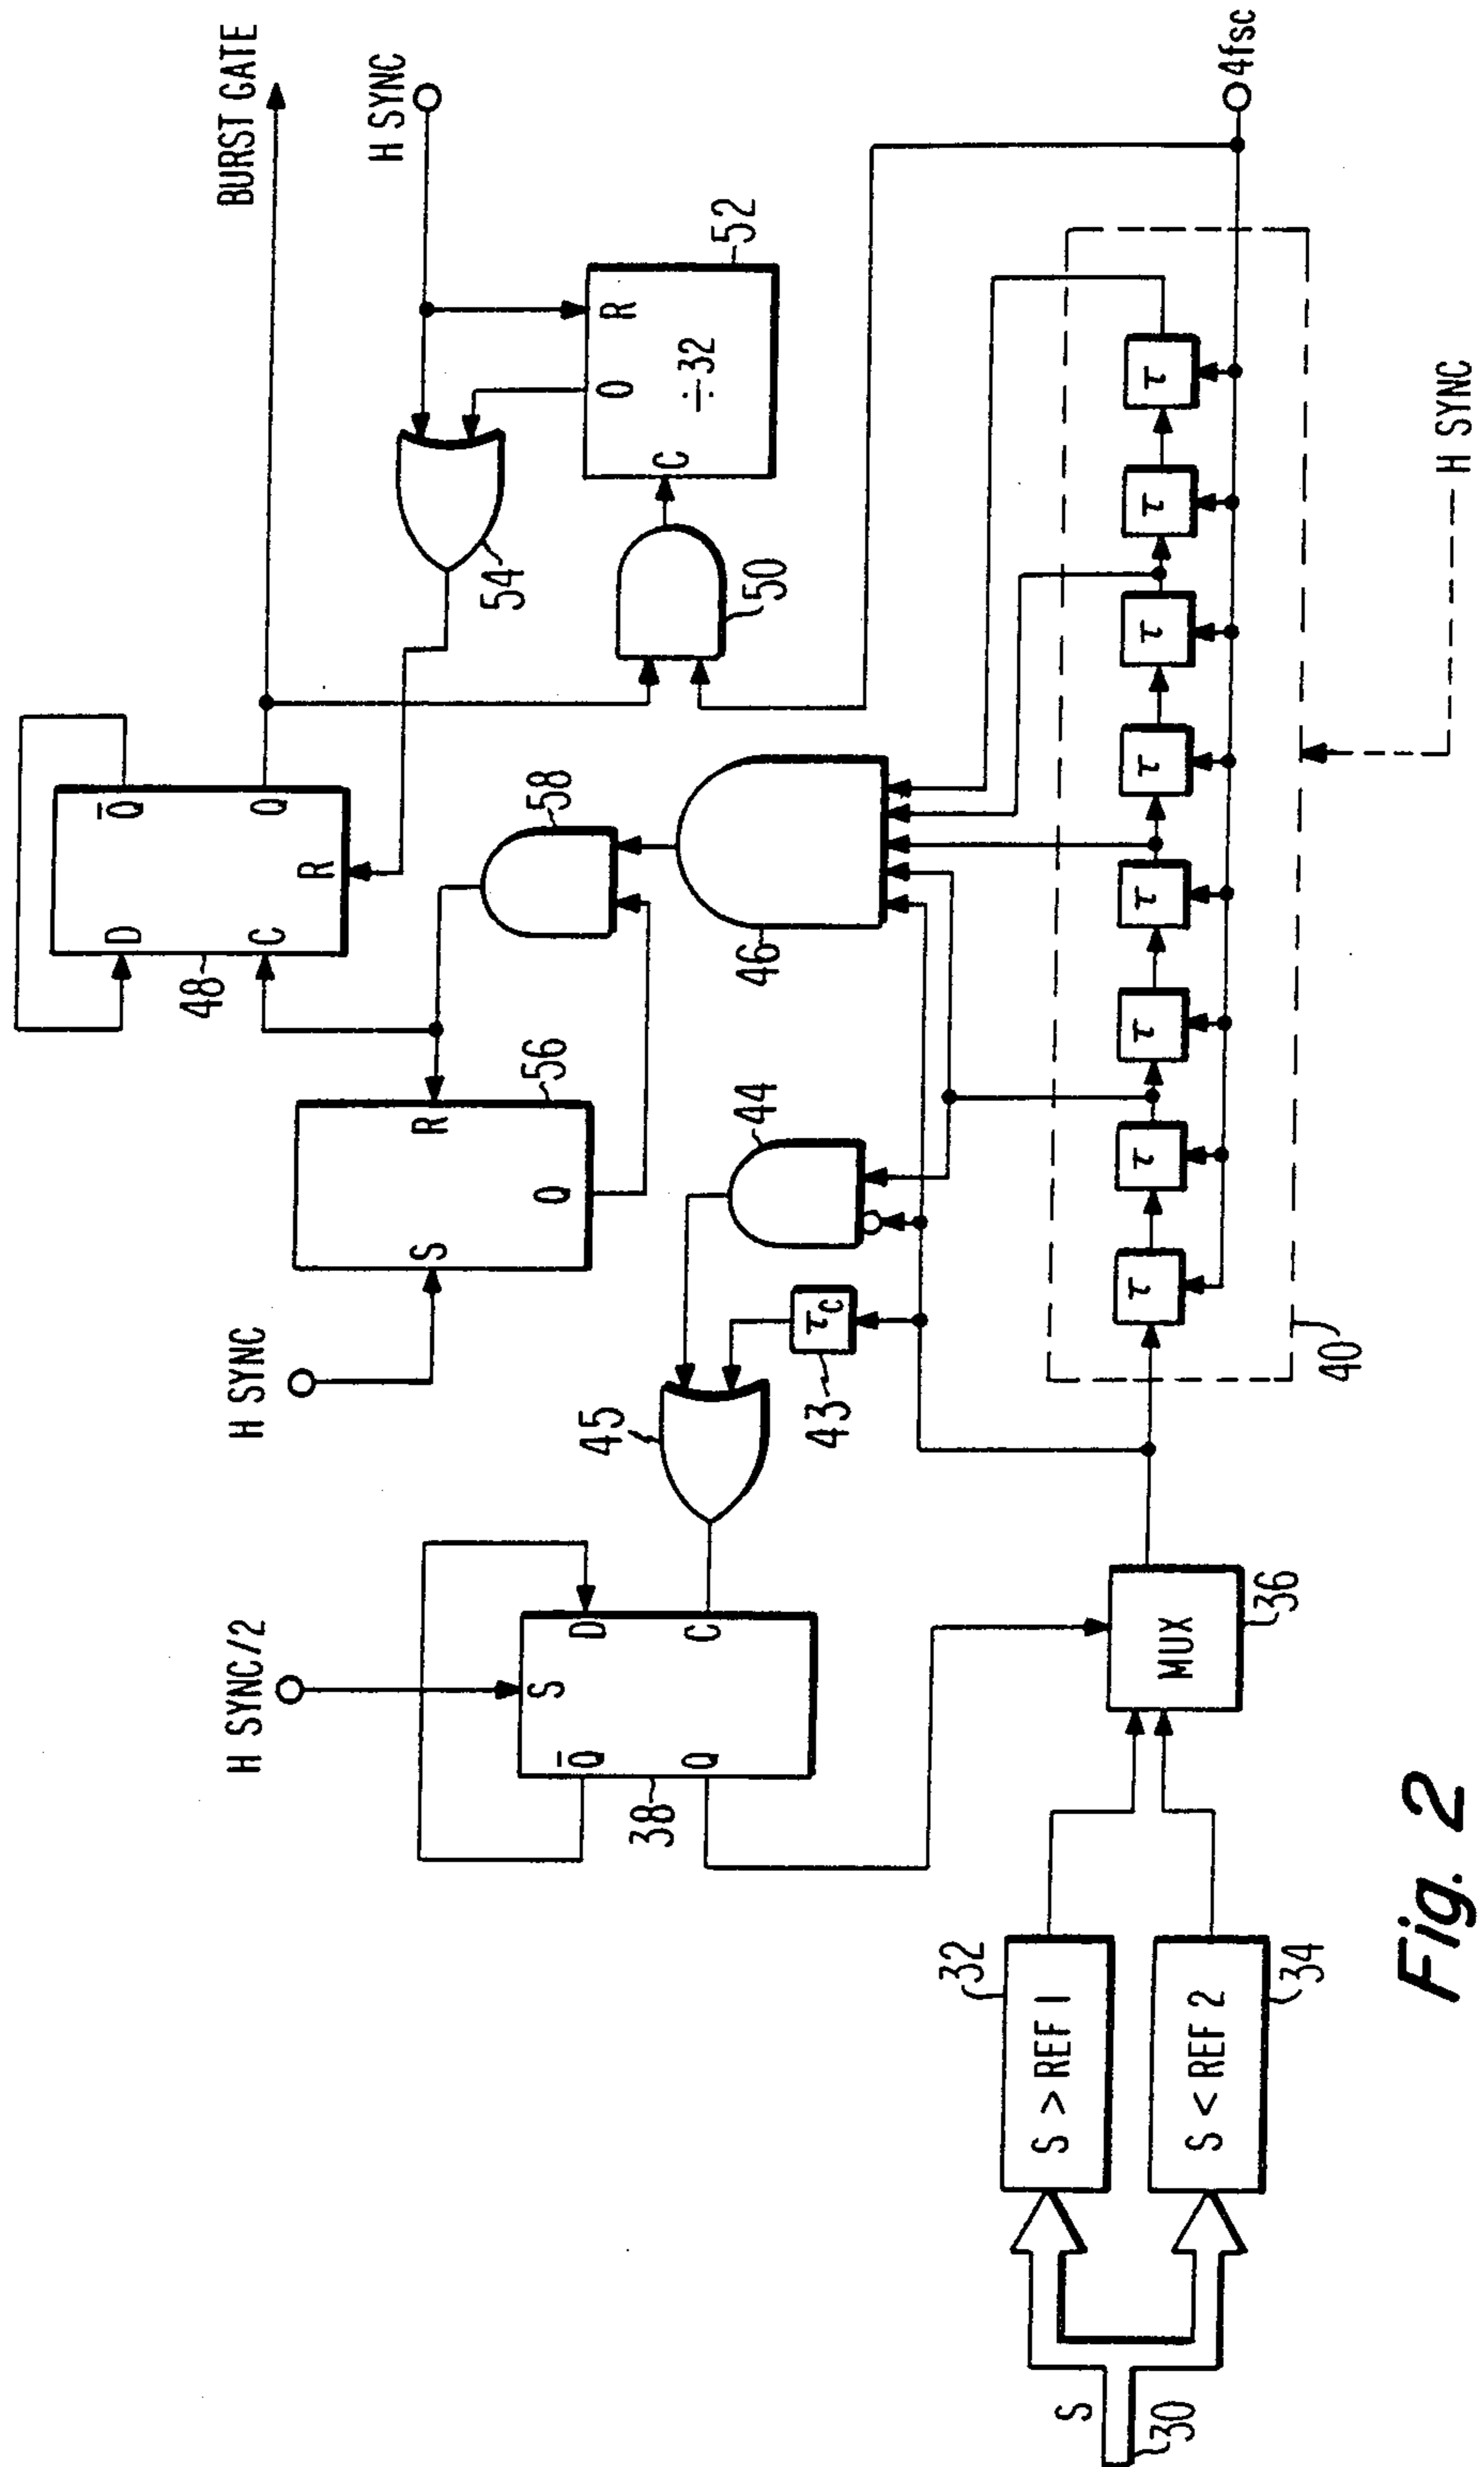 BURST GATE
H SYNC
H SYNC
H SYNC/2
D
Q̅
C
Q
R
48
54
O
R
÷32
C
52
50
S
R
Q
56
58
46
44
45
τc
43
S
D
Q̅
C
Q
38
4fsc
τ
τ
τ
τ
τ
τ
τ
τ
40
H SYNC
MUX
36
S > REF 1
32
S < REF 2
34
S
30
Fig. 2